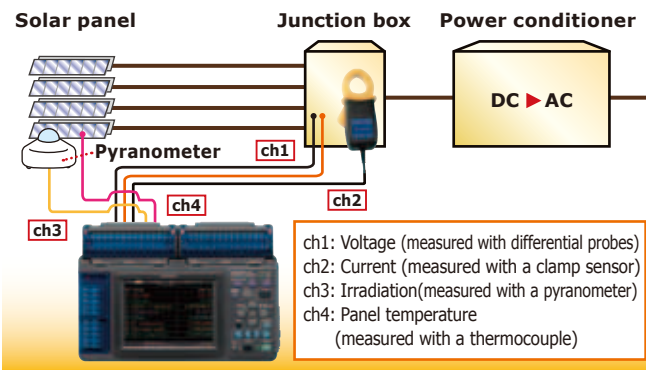 Solar panel
Junction box
Power conditioner
DC ▶ AC
Pyranometer
ch1
ch2
ch4
ch3
ch1: Voltage (measured with differential probes)
ch2: Current (measured with a clamp sensor)
ch3: Irradiation(measured with a pyranometer)
ch4: Panel temperature
(measured with a thermocouple)